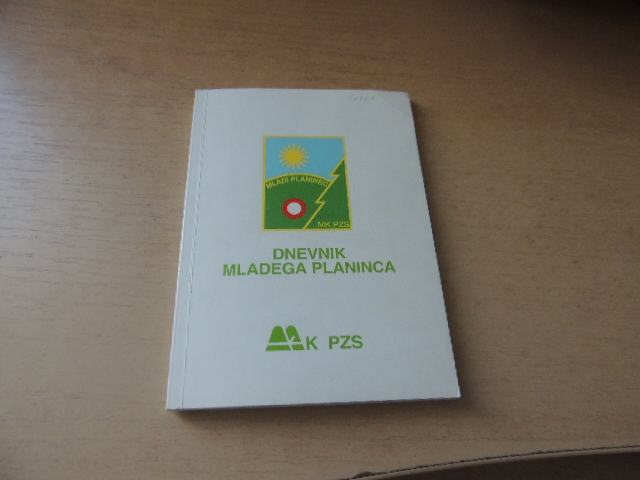 MLADI PLANINEC
MK PZS
DNEVNIK
MLADEGA PLANINCA
MK PZS